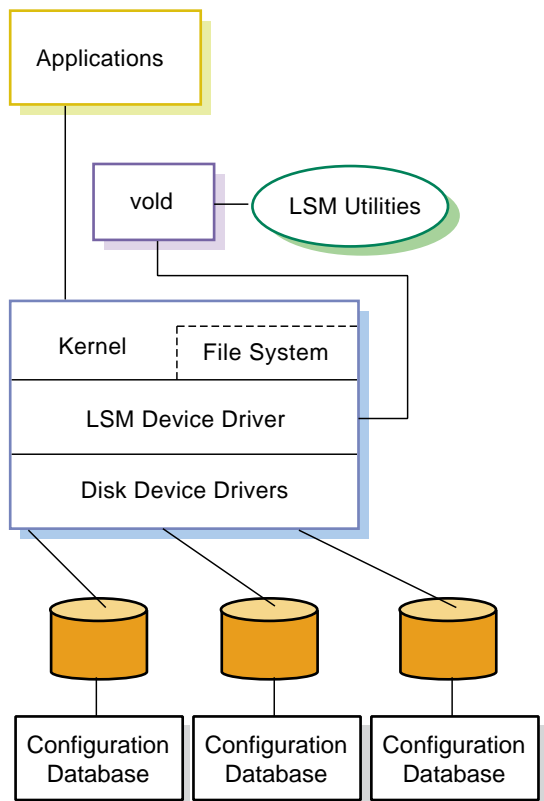 Applications
vold
LSM Utilities
Kernel
File System
LSM Device Driver
Disk Device Drivers
Configuration
Database
Configuration
Database
Configuration
Database